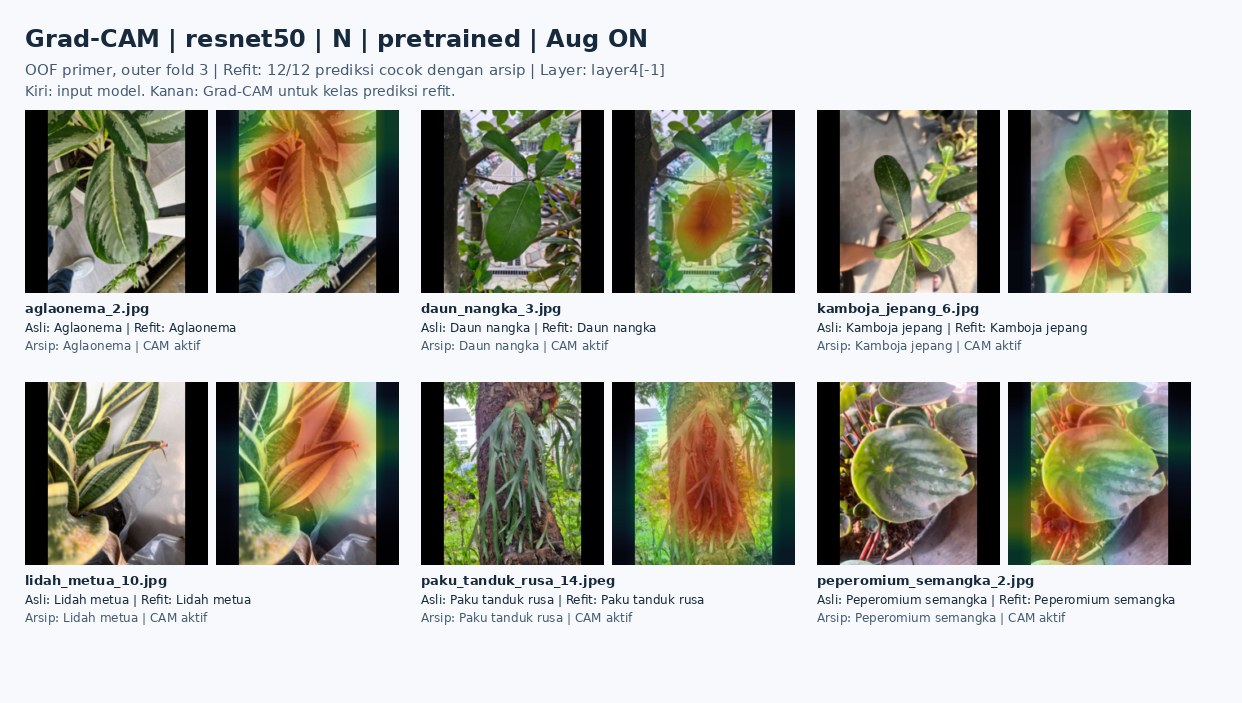 Grad-CAM | resnet50 | N | pretrained | Aug ON
OOF primer, outer fold 3 | Refit: 12/12 prediksi cocok dengan arsip | Layer: layer4[-1]
Kiri: input model. Kanan: Grad-CAM untuk kelas prediksi refit.
aglaonema_2.jpg
Asli: Aglaonema | Refit: Aglaonema
Arsip: Aglaonema | CAM aktif
daun_nangka_3.jpg
Asli: Daun nangka | Refit: Daun nangka
Arsip: Daun nangka | CAM aktif
kamboja_jepang_6.jpg
Asli: Kamboja jepang | Refit: Kamboja jepang
Arsip: Kamboja jepang | CAM aktif
lidah_metua_10.jpg
Asli: Lidah metua | Refit: Lidah metua
Arsip: Lidah metua | CAM aktif
paku_tanduk_rusa_14.jpeg
Asli: Paku tanduk rusa | Refit: Paku tanduk rusa
Arsip: Paku tanduk rusa | CAM aktif
peperomium_semangka_2.jpg
Asli: Peperomium semangka | Refit: Peperomium semangka
Arsip: Peperomium semangka | CAM aktif